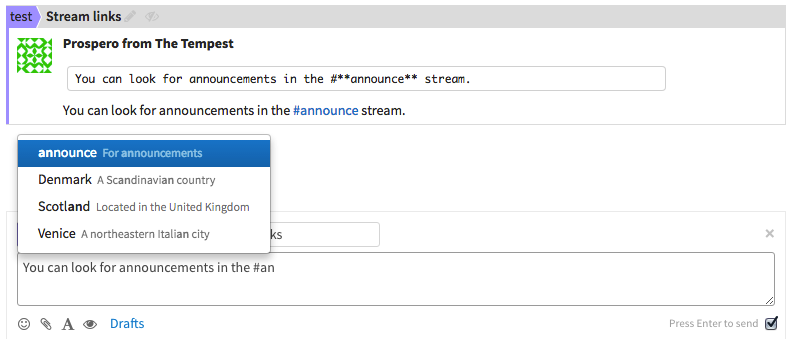 test Stream links
Prospero from The Tempest
You can look for announcements in the #**announce** stream.
You can look for announcements in the #announce stream.
announce For announcements
Denmark A Scandinavian country
Scotland Located in the United Kingdom
Venice A northeastern Italian city
ks ×
You can look for announcements in the #an
A Drafts Press Enter to send